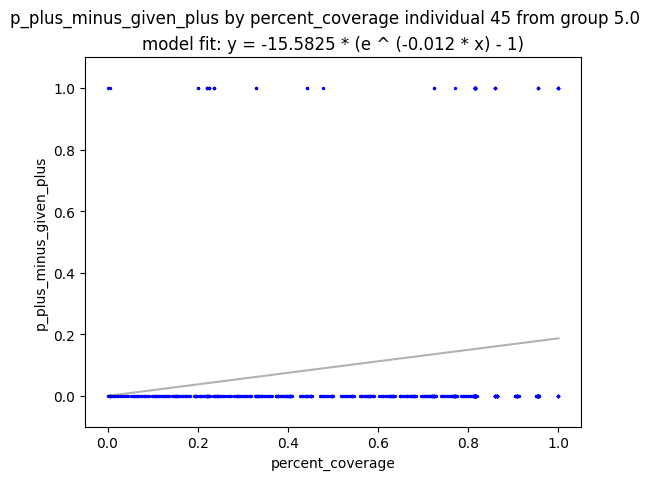 p_plus_minus_given_plus by percent_coverage individual 45 from group 5.0
model fit: y = -15.5825 * (e ^ (-0.012 * x) - 1)
1.0
0.8
0.6
0.4
0.2
0.0
p_plus_minus_given_plus
0.0 0.2 0.4 0.6 0.8 1.0
percent_coverage